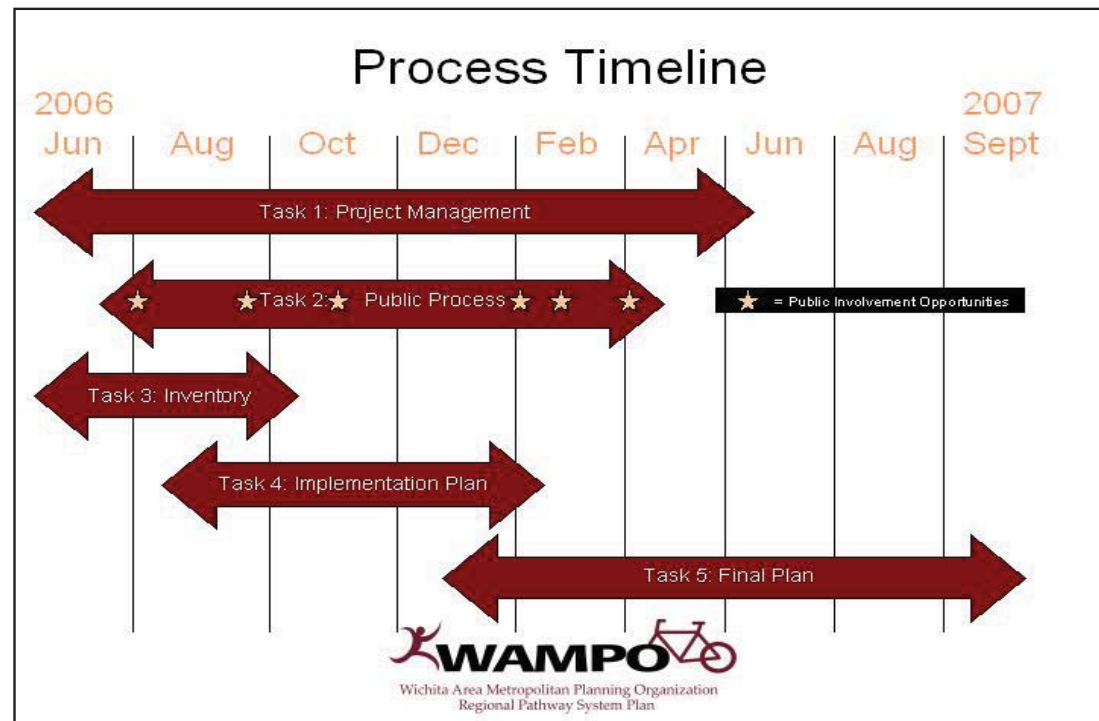 Process Timeline
2006 2007
Jun Aug Oct Dec Feb Apr Jun Aug Sept
Task 1: Project Management
Task 2: Public Process
= Public Involvement Opportunities
Task 3: Inventory
Task 4: Implementation Plan
Task 5: Final Plan
WAMPO
Wichita Area Metropolitan Planning Organization
Regional Pathway System Plan